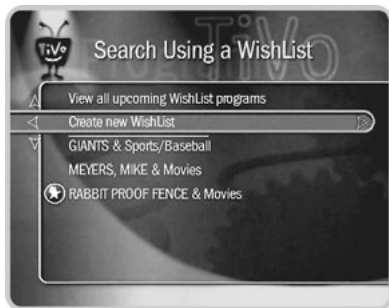 TiVo
TiVo
Search Using a WishList
View all upcoming WishList programs
Create new WishList
GIANTS & Sports/Baseball
MEYERS, MIKE & Movies
RABBIT PROOF FENCE & Movies